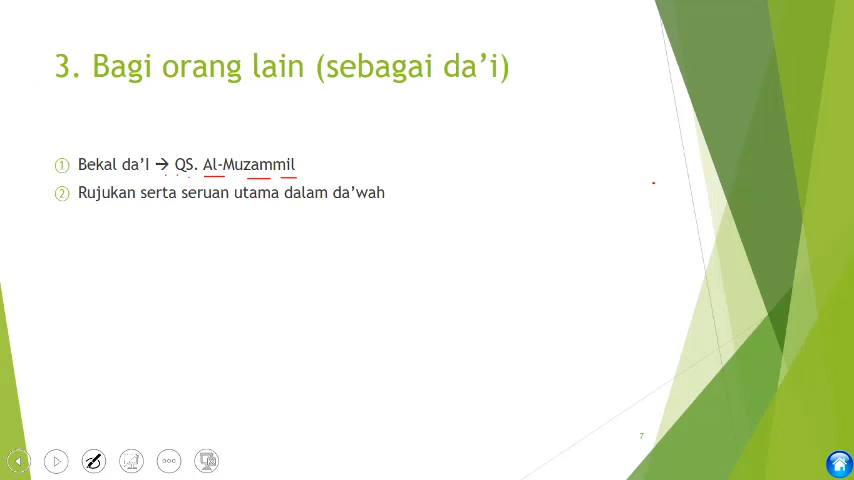 3. Bagi orang lain (sebagai da’i)
① Bekal da’I → QS. Al-Muzammil
② Rujukan serta seruan utama dalam da’wah
7